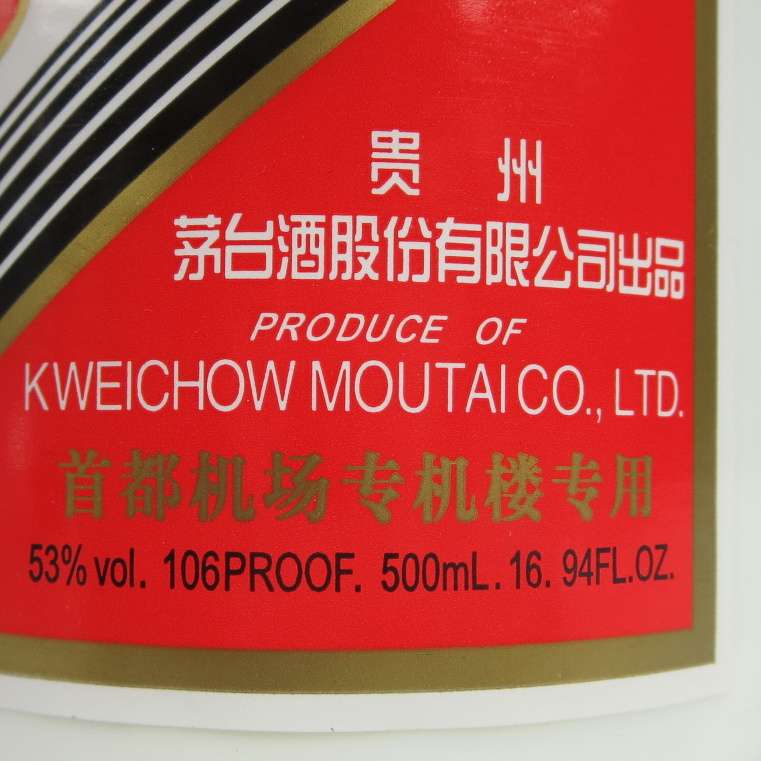 贵州
茅台酒股份有限公司出品
PRODUCE OF
KWEICHOW MOUTAI CO., LTD.
首都机场专机楼专用
53% vol. 106PROOF. 500mL. 16. 94FL.OZ.